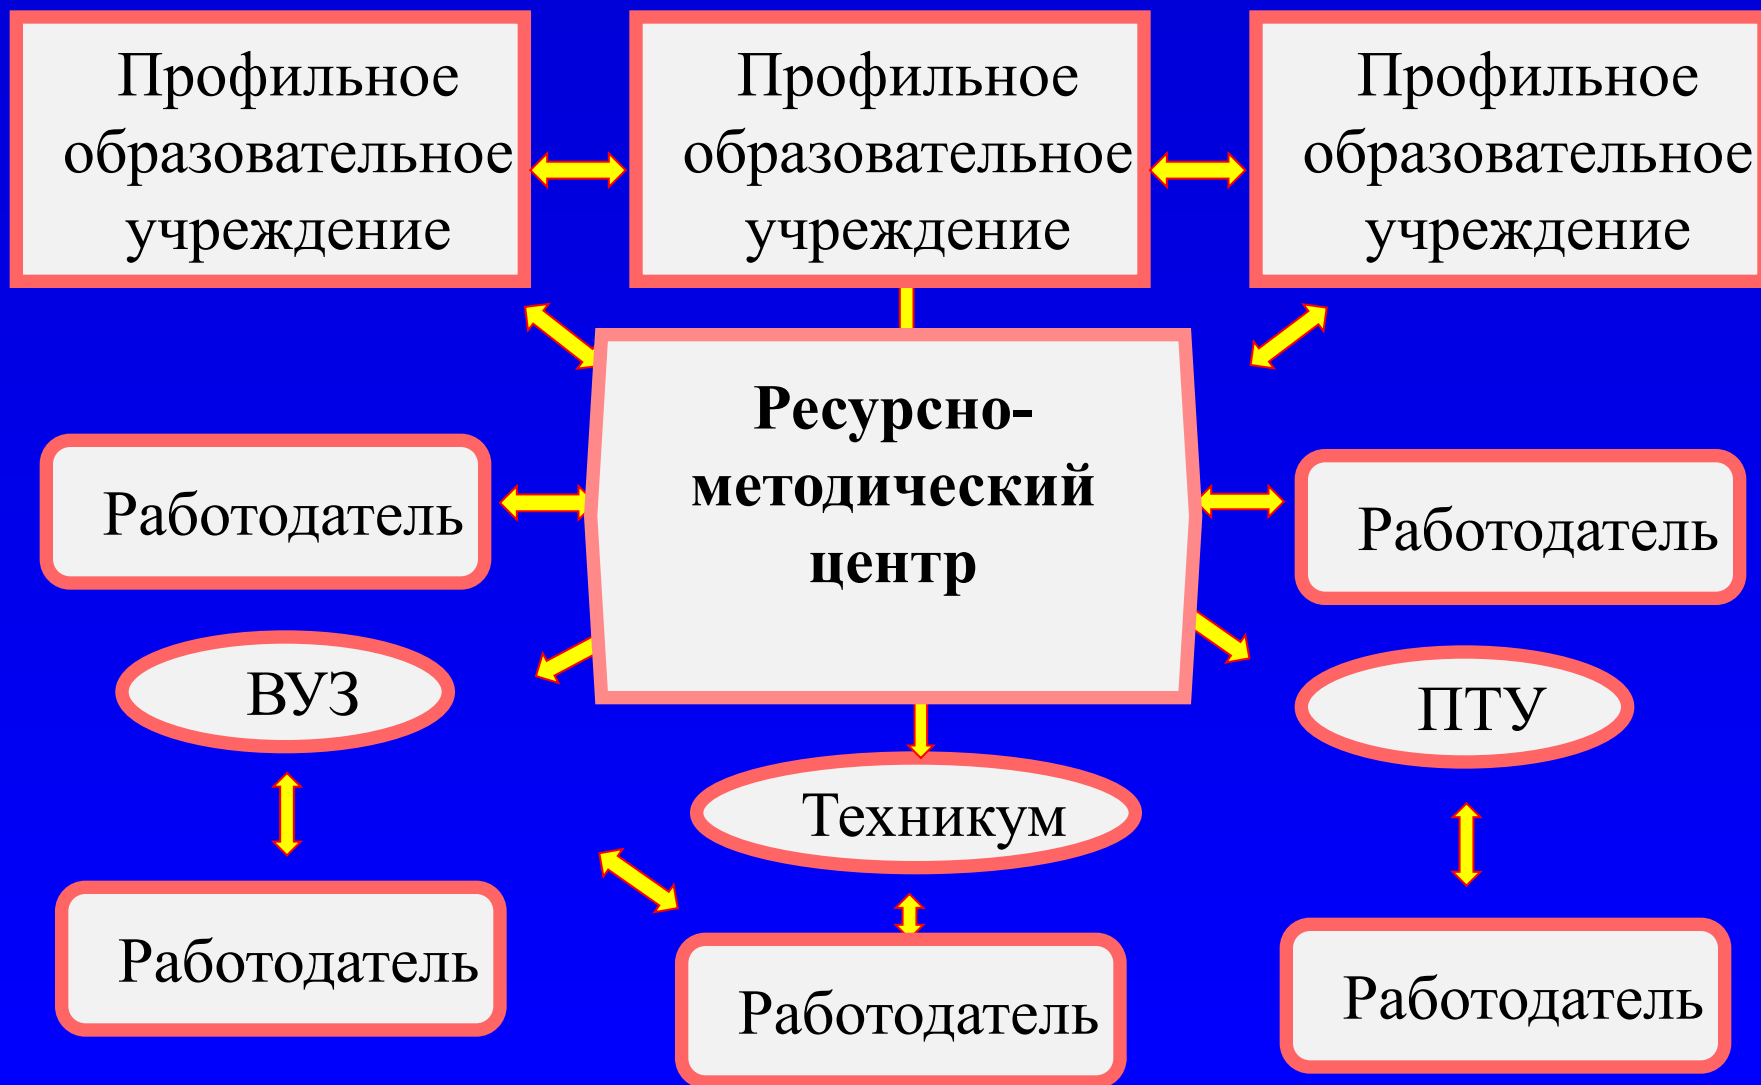 Профильное
образовательное
учреждение
Профильное
образовательное
учреждение
Профильное
образовательное
учреждение
Ресурсно-
методический
центр
Работодатель
Работодатель
ВУЗ
ПТУ
Техникум
Работодатель
Работодатель
Работодатель